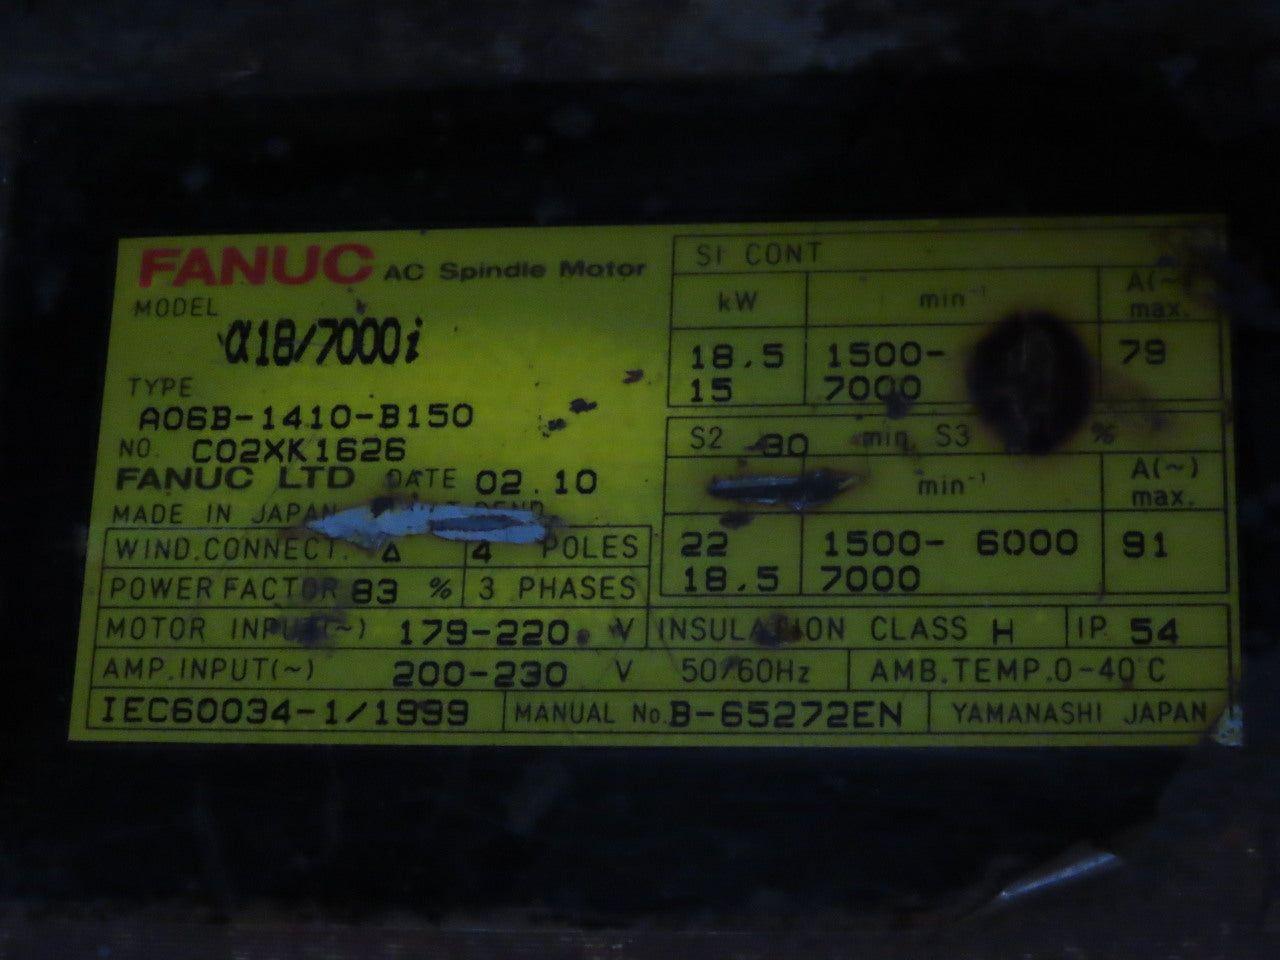 FANUC AC Spindle Motor
MODEL
α18/7000i
TYPE
A06B-1410-B150
NO. C02XK1626
FANUC LTD DATE 02.10
MADE IN JAPAN
WIND.CONNECT. Δ 4 POLES
POWER FACTOR 83 % 3 PHASES
MOTOR INPUT(~) 179-220 V INSULATION CLASS H IP 54
AMP.INPUT(~) 200-230 V 50/60Hz AMB.TEMP.0-40°C
IEC60034-1/1999 MANUAL No.B-65272EN YAMANASHI JAPAN
S1 CONT
kW min⁻¹ A(~) max.
18.5 1500- 79
15 7000
S2 30 min S3 %
min⁻¹ A(~) max.
22 1500- 6000 91
18.5 7000